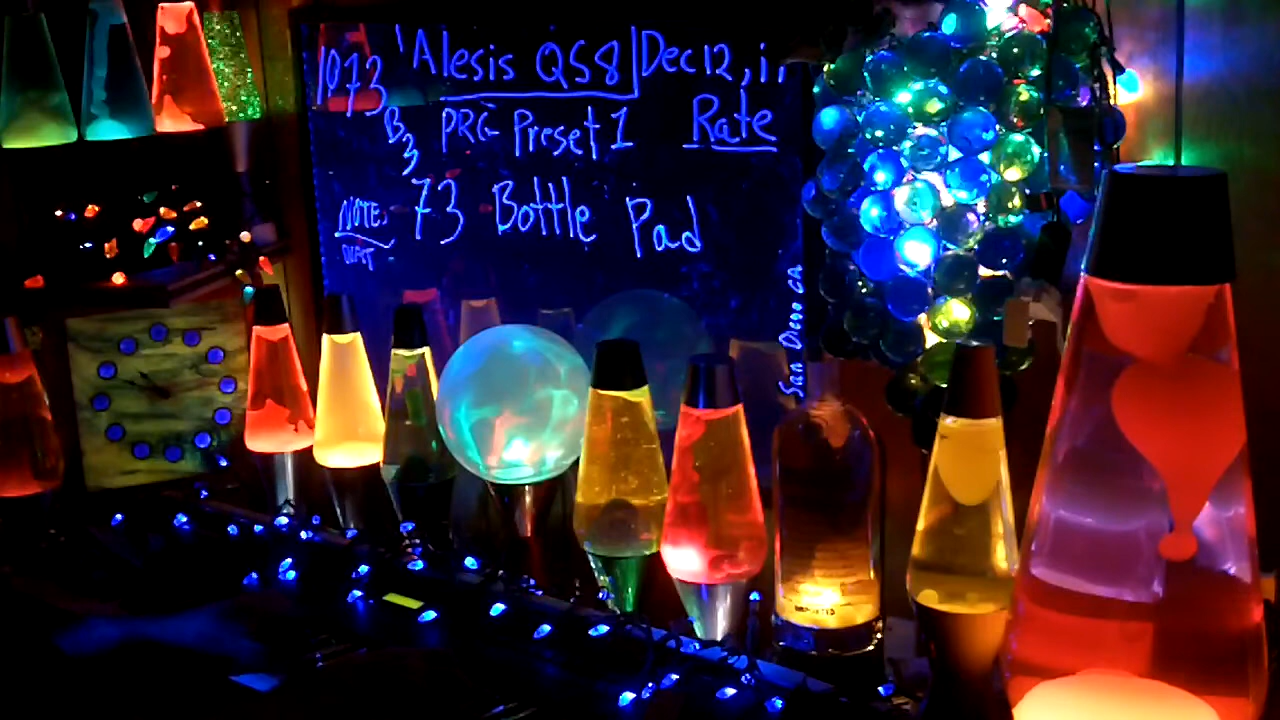 1073 'Alesis QS8 | Dec 12, i,
B3 PRG Preset 1 Rate
NOTE, 73 Bottle Pad
San Diego CA